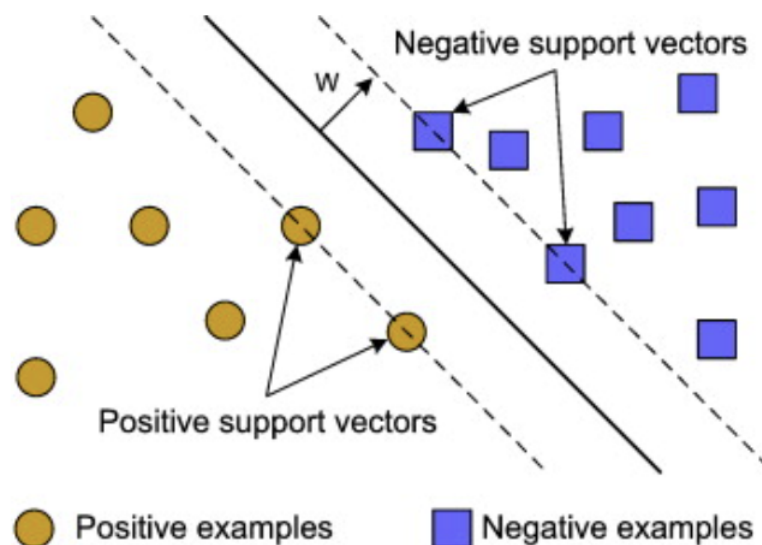 Negative support vectors
w
Positive support vectors
Positive examples
Negative examples